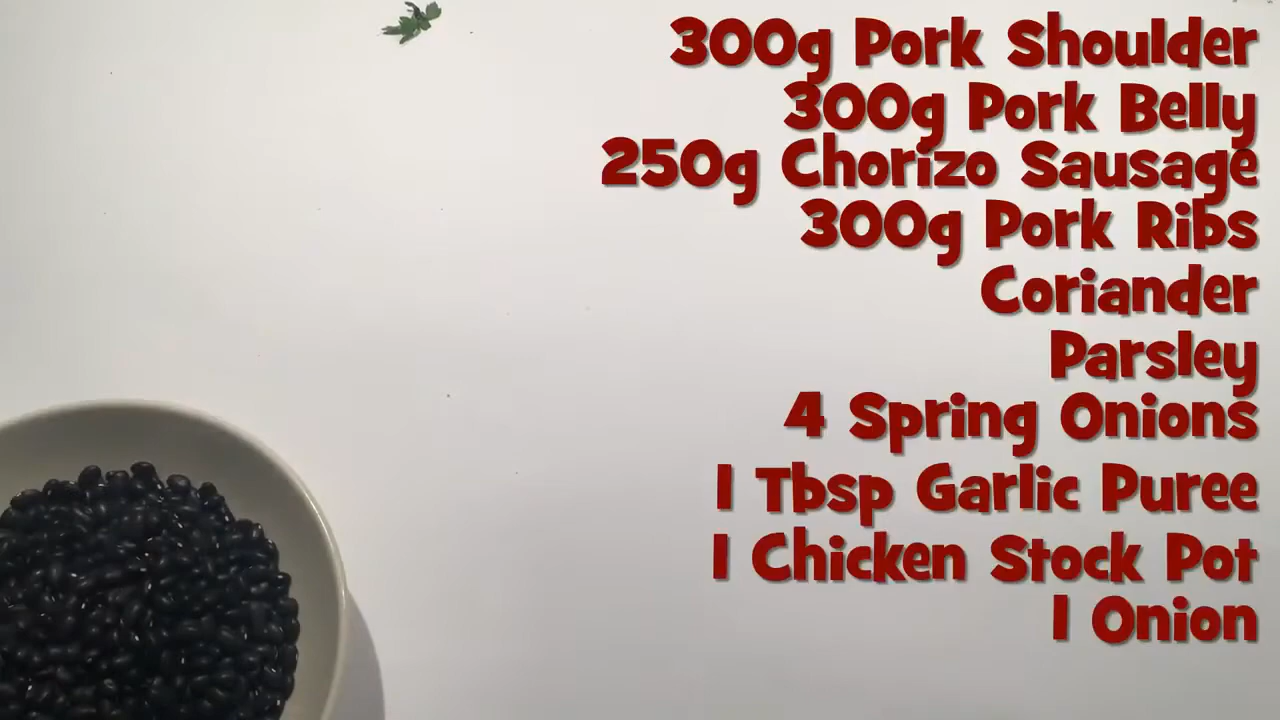 300g Pork Shoulder
300g Pork Belly
250g Chorizo Sausage
300g Pork Ribs
Coriander
Parsley
4 Spring Onions
1 Tbsp Garlic Puree
1 Chicken Stock Pot
1 Onion